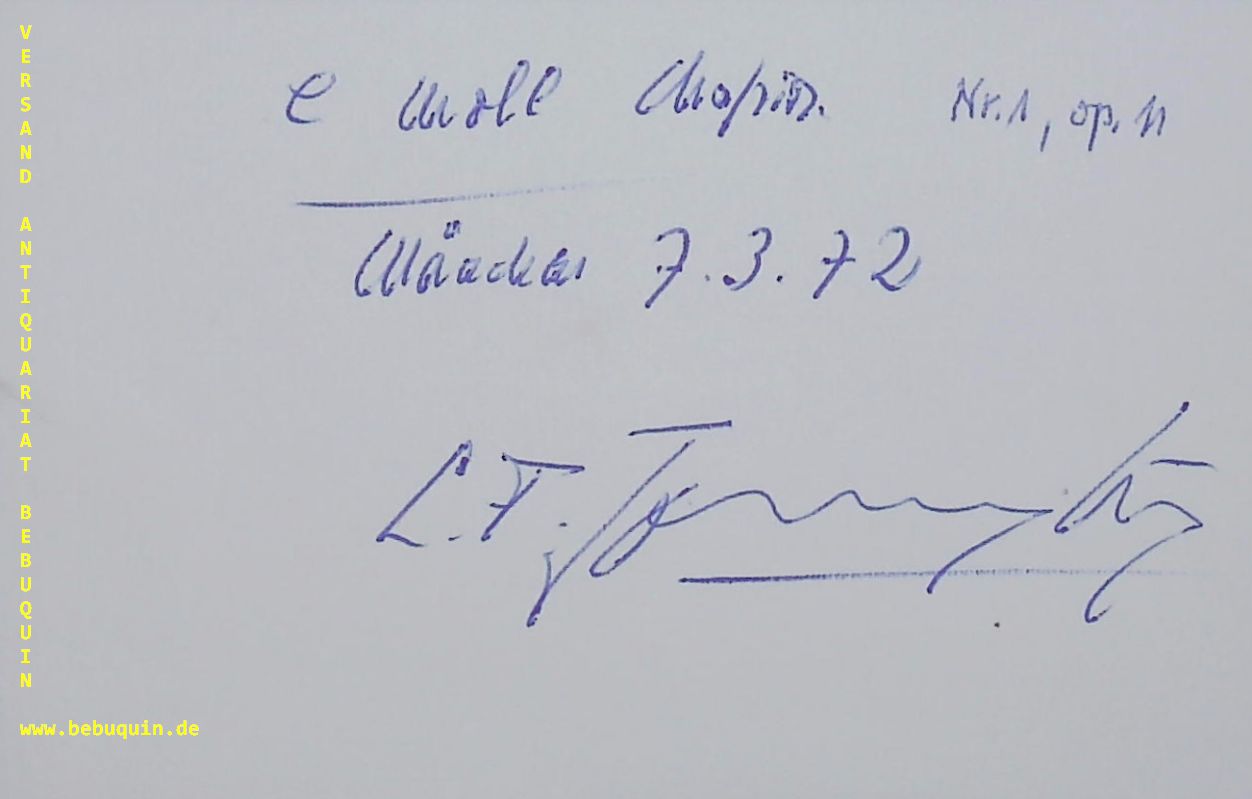 e moll Chopin. Nr. 1, op. 11
München 7.3.72
VERSAND ANTIQUARIAT BEBUQUIN
www.bebuquin.de